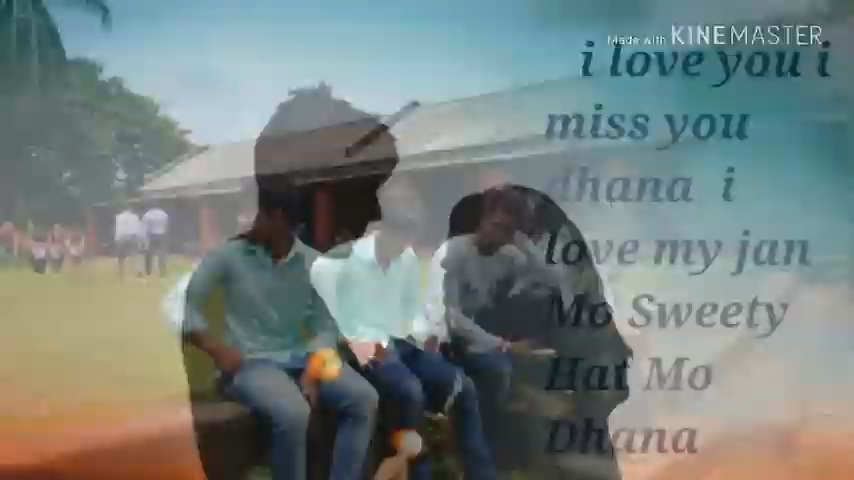 Made with KINEMASTER
i love you i
miss you
dhana i
love my jan
Mo Sweety
Hat Mo
Dhana